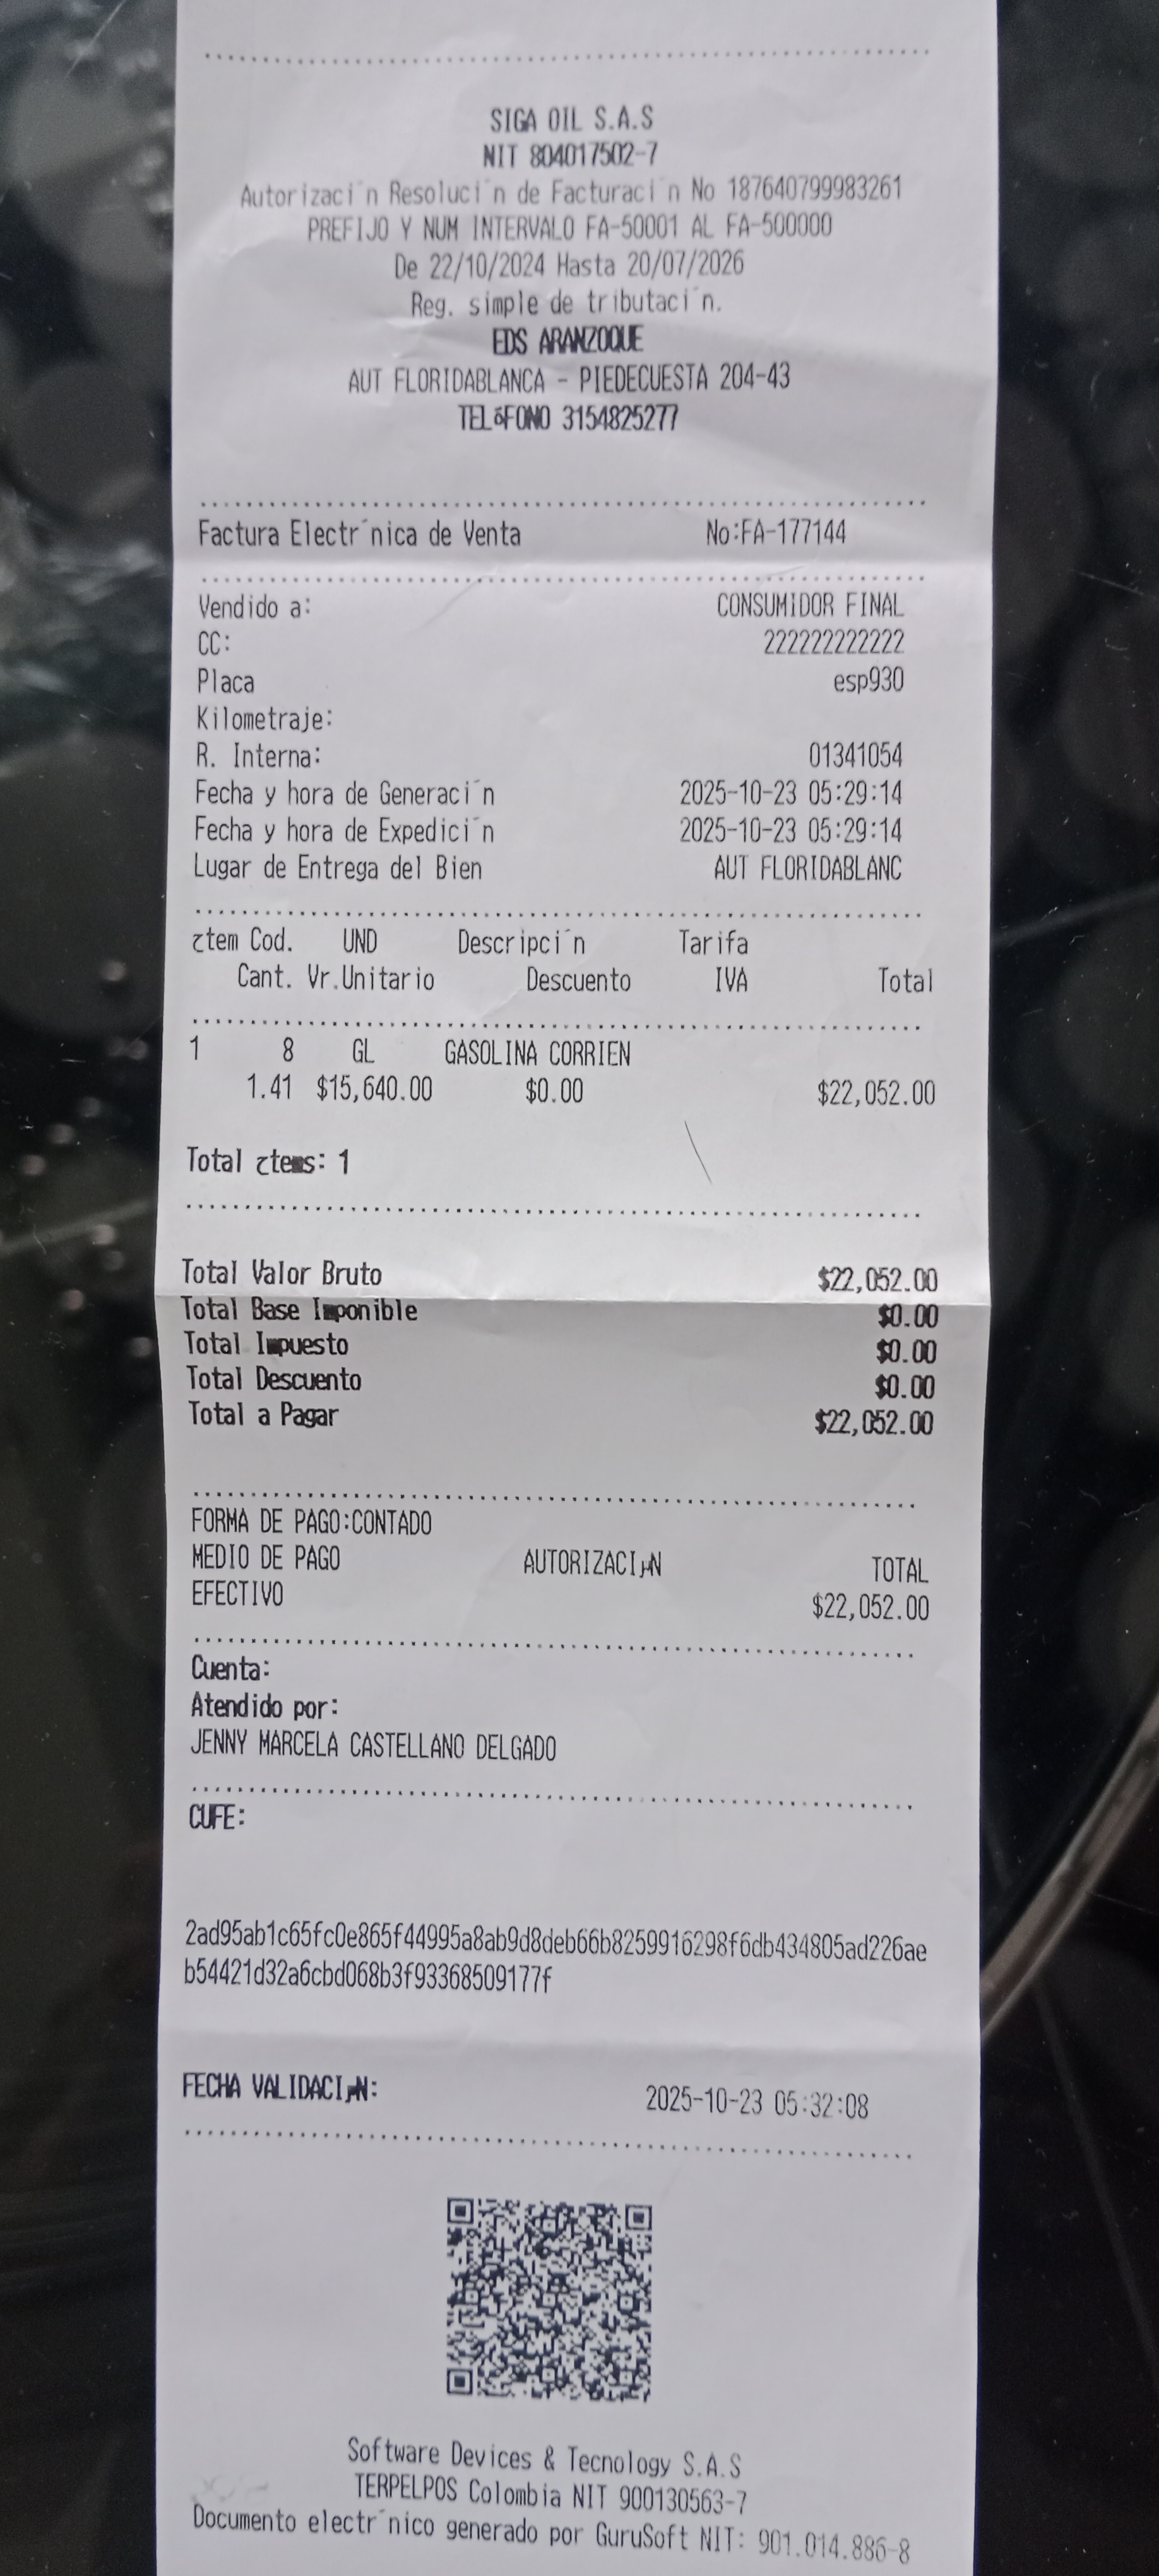 SIGA OIL S.A.S
NIT 804017502-7
Autorizaci´n Resoluci´n de Facturaci´n No 187640799983261
PREFIJO Y NUM INTERVALO FA-50001 AL FA-500000
De 22/10/2024 Hasta 20/07/2026
Reg. simple de tributaci´n.
EDS ARANZOQUE
AUT FLORIDABLANCA - PIEDECUESTA 204-43
TELóFONO 3154825277
Factura Electr´nica de Venta No:FA-177144
Vendido a: CONSUMIDOR FINAL
CC: 222222222222
Placa esp930
Kilometraje:
R. Interna: 01341054
Fecha y hora de Generaci´n 2025-10-23 05:29:14
Fecha y hora de Expedici´n 2025-10-23 05:29:14
Lugar de Entrega del Bien AUT FLORIDABLANC
ztem Cod. UND Descripci´n Tarifa
Cant. Vr.Unitario Descuento IVA Total
1 8 GL GASOLINA CORRIEN
1.41 $15,640.00 $0.00 $22,052.00
Total ztems: 1
Total Valor Bruto $22,052.00
Total Base Imponible $0.00
Total Impuesto $0.00
Total Descuento $0.00
Total a Pagar $22,052.00
FORMA DE PAGO:CONTADO
MEDIO DE PAGO AUTORIZACIµN TOTAL
EFECTIVO $22,052.00
Cuenta:
Atendido por:
JENNY MARCELA CASTELLANO DELGADO
CUFE:
2ad95ab1c65fc0e865f44995a8ab9d8deb66b8259916298f6db434805ad226ae
b54421d32a6cbd068b3f93368509177f
FECHA VALIDACIµN: 2025-10-23 05:32:08
Software Devices & Tecnology S.A.S
TERPELPOS Colombia NIT 900130563-7
Documento electr´nico generado por GuruSoft NIT: 901.014.886-8